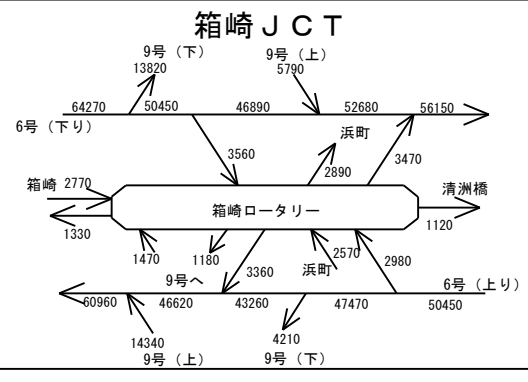 箱崎ＪＣＴ
9号（下）
13820
9号（上）
5790
64270
50450
46890
52680
56150
6号（下り）
浜町
3560
2890
3470
箱崎
2770
清洲橋
箱崎ロータリー
1330
1120
1470
1180
2570
2980
3360
浜町
9号へ
6号（上り）
60960
46620
43260
47470
50450
14340
4210
9号（上）
9号（下）